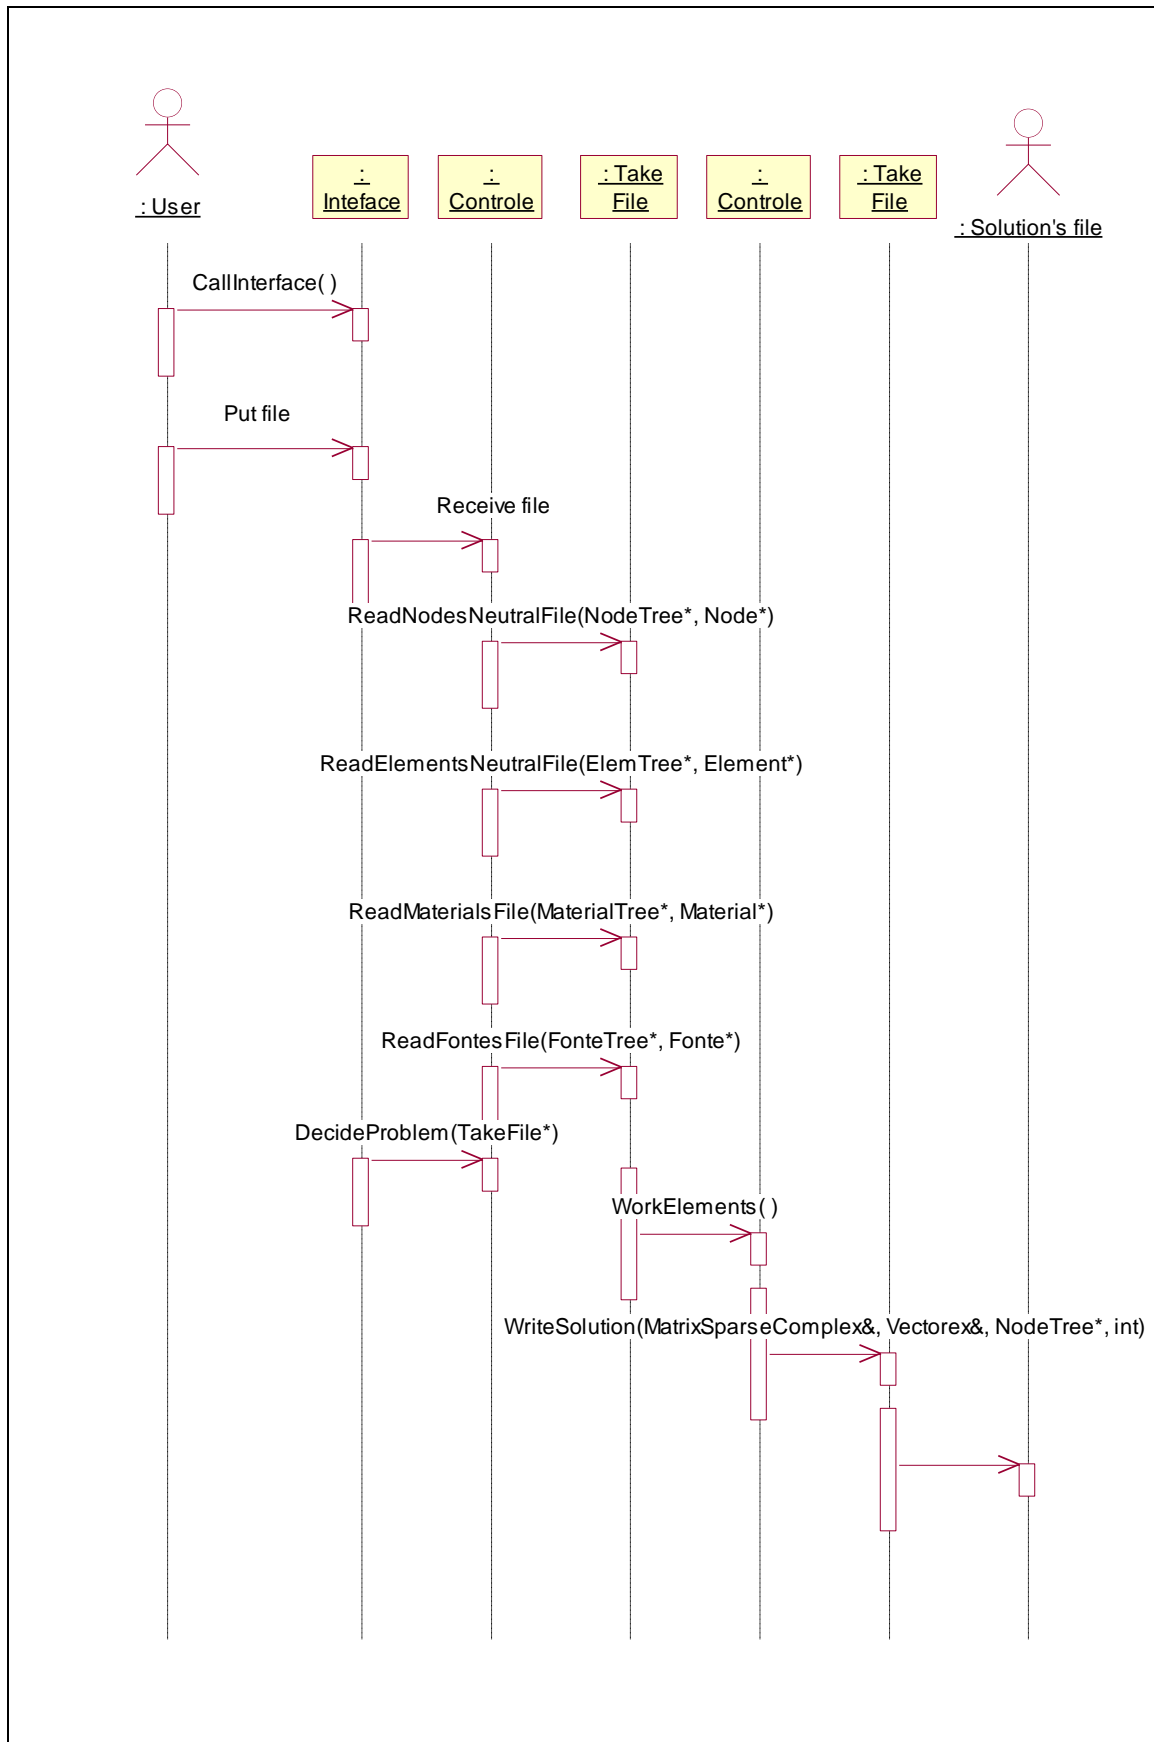 : User
:
Inteface
:
Controle
: Take
File
:
Controle
: Take
File
: Solution's file
CallInterface( )
Put file
Receive file
ReadNodesNeutralFile(NodeTree*, Node*)
ReadElementsNeutralFile(ElemTree*, Element*)
ReadMaterialsFile(MaterialTree*, Material*)
ReadFontesFile(FonteTree*, Fonte*)
DecideProblem(TakeFile*)
WorkElements( )
WriteSolution(MatrixSparseComplex&, Vectorex&, NodeTree*, int)